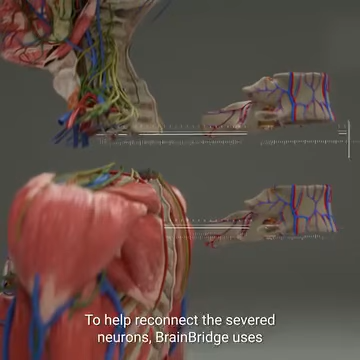 To help reconnect the severed
neurons, BrainBridge uses